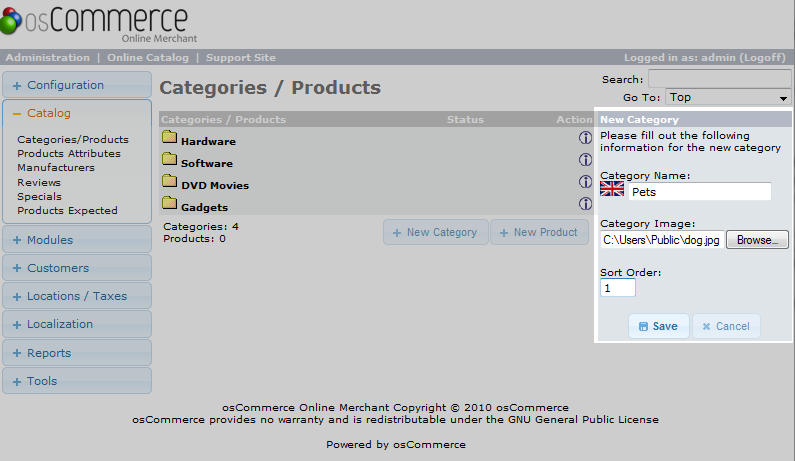 osCommerce
Online Merchant
Administration | Online Catalog | Support Site
Logged in as: admin (Logoff)
+ Configuration
− Catalog
Categories/Products
Products Attributes
Manufacturers
Reviews
Specials
Products Expected
+ Modules
+ Customers
+ Locations / Taxes
+ Localization
+ Reports
+ Tools
Categories / Products
Search:
Go To: Top
Categories / Products Status Action
Hardware
Software
DVD Movies
Gadgets
Categories: 4
Products: 0
+ New Category + New Product
New Category
Please fill out the following
information for the new category
Category Name:
Pets
Category Image:
C:\Users\Public\dog.jpg Browse...
Sort Order:
1
Save × Cancel
osCommerce Online Merchant Copyright © 2010 osCommerce
osCommerce provides no warranty and is redistributable under the GNU General Public License
Powered by osCommerce